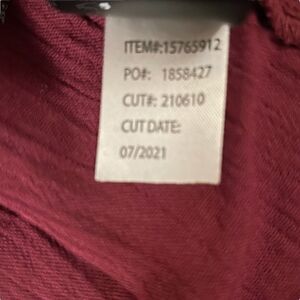 ITEM#:15765912
PO#: 1858427
CUT#: 210610
CUT DATE:
07/2021